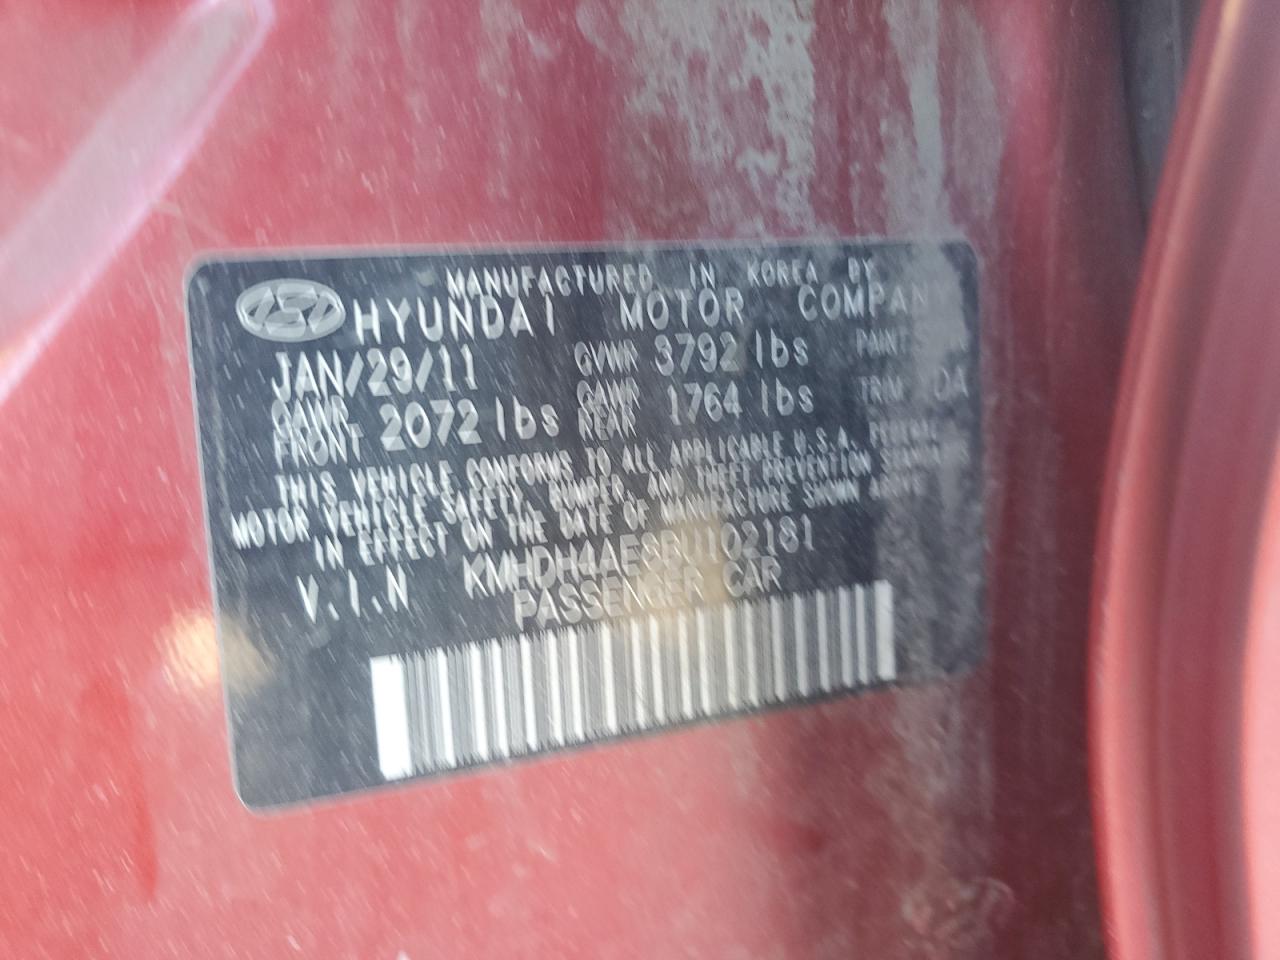 MANUFACTURED IN KOREA BY
HYUNDAI MOTOR COMPANY
JAN/29/11 GVWR 3792 lbs PAINT
GAWR FRONT 2072 lbs GAWR REAR 1764 lbs TRIM DA
THIS VEHICLE CONFORMS TO ALL APPLICABLE U.S.A. FEDERAL
MOTOR VEHICLE SAFETY, BUMPER, AND THEFT PREVENTION STANDARDS
IN EFFECT ON THE DATE OF MANUFACTURE SHOWN ABOVE
V.I.N KMHDH4AE8BU102181
PASSENGER CAR